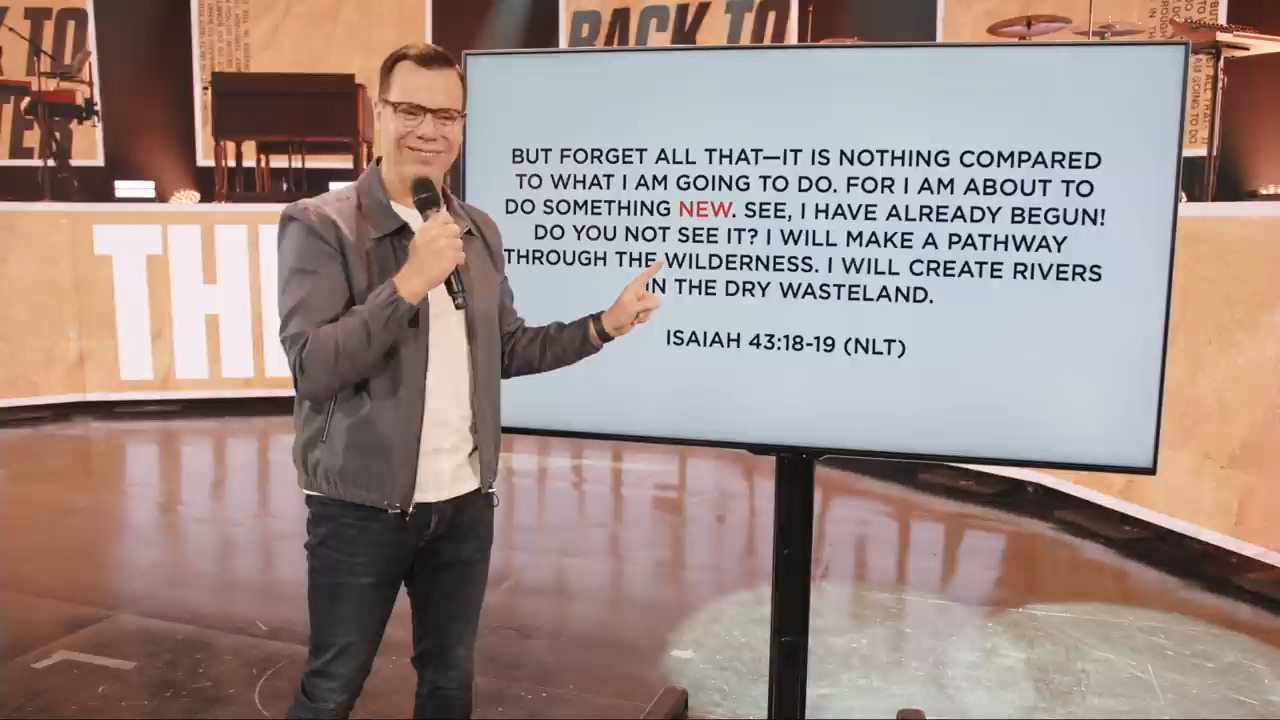 BACK TO
BUT FORGET ALL THAT—IT IS NOTHING COMPARED
TO WHAT I AM GOING TO DO. FOR I AM ABOUT TO
DO SOMETHING NEW. SEE, I HAVE ALREADY BEGUN!
DO YOU NOT SEE IT? I WILL MAKE A PATHWAY
THROUGH THE WILDERNESS. I WILL CREATE RIVERS
IN THE DRY WASTELAND.
ISAIAH 43:18-19 (NLT)